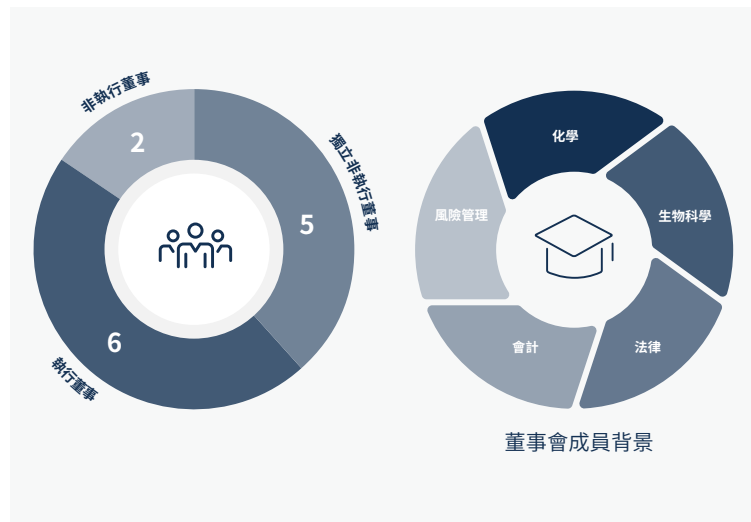 非執行董事
2
獨立非執行董事
5
6
執行董事
化學
生物科學
風險管理
會計
法律
董事會成員背景